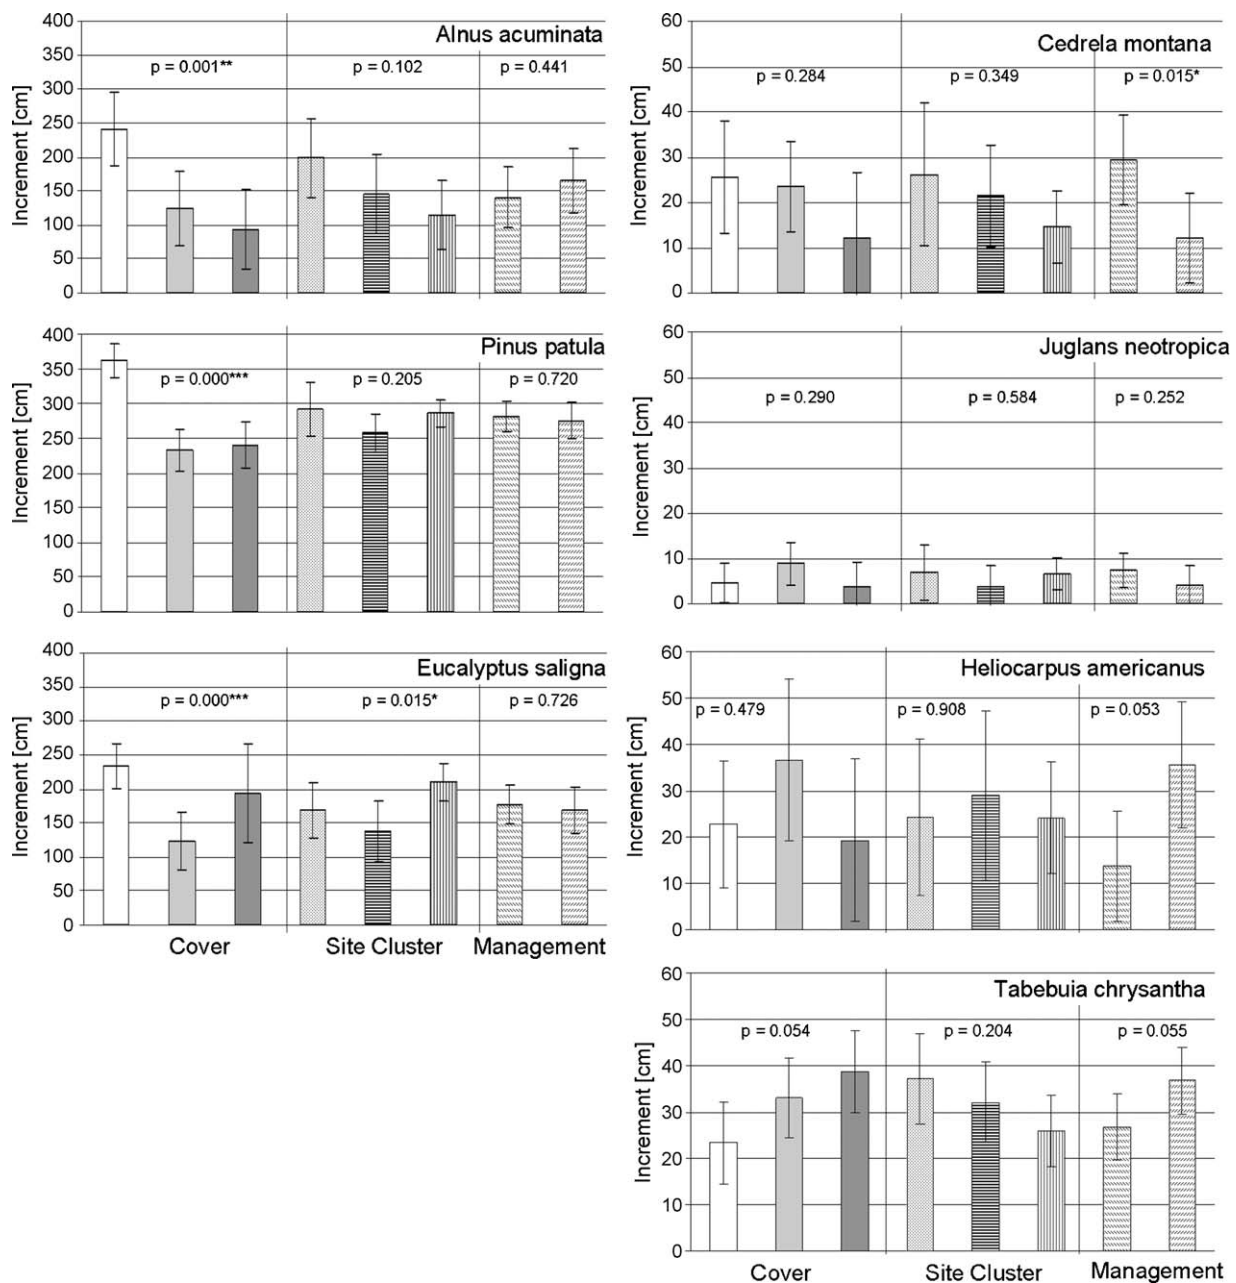 Alnus acuminata
p = 0.001** p = 0.102 p = 0.441
Increment [cm]
400
350
300
250
200
150
100
50
0
Pinus patula
p = 0.000*** p = 0.205 p = 0.720
Increment [cm]
400
350
300
250
200
150
100
50
0
Eucalyptus saligna
p = 0.000*** p = 0.015* p = 0.726
Increment [cm]
400
350
300
250
200
150
100
50
0
Cover Site Cluster Management
Cedrela montana
p = 0.284 p = 0.349 p = 0.015*
Increment [cm]
60
50
40
30
20
10
0
Juglans neotropica
p = 0.290 p = 0.584 p = 0.252
Increment [cm]
60
50
40
30
20
10
0
Heliocarpus americanus
p = 0.479 p = 0.908 p = 0.053
Increment [cm]
60
50
40
30
20
10
0
Tabebuia chrysantha
p = 0.054 p = 0.204 p = 0.055
Increment [cm]
60
50
40
30
20
10
0
Cover Site Cluster Management